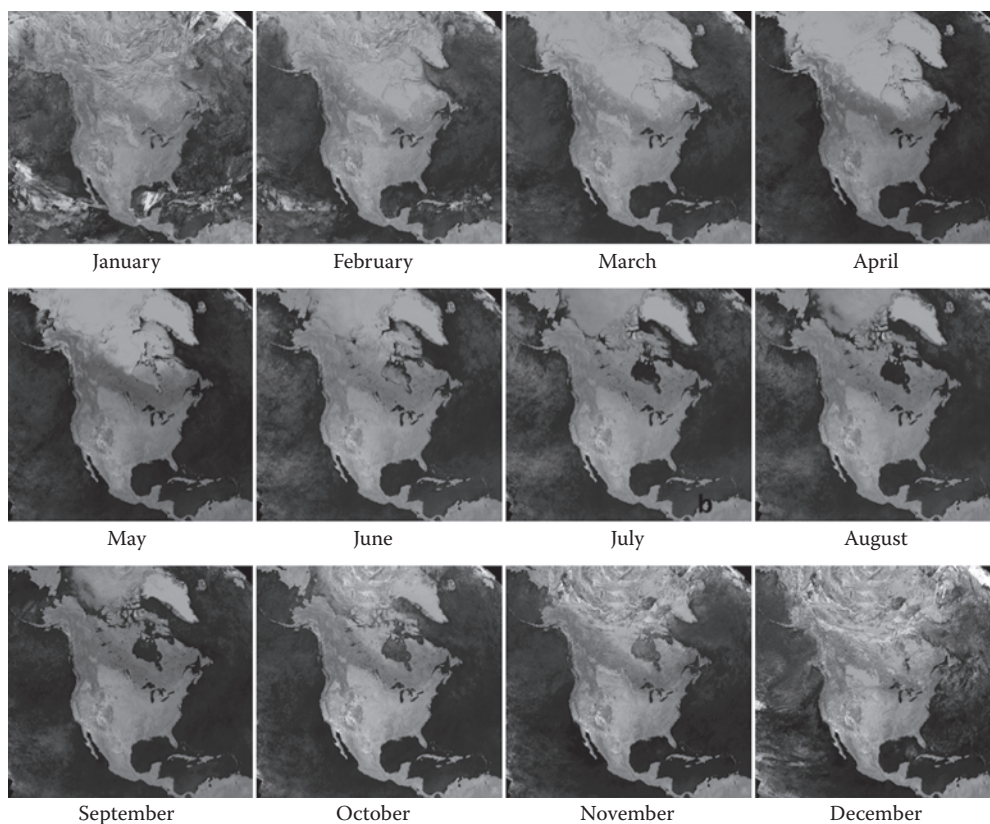 January February March April
May June July August
b
September October November December